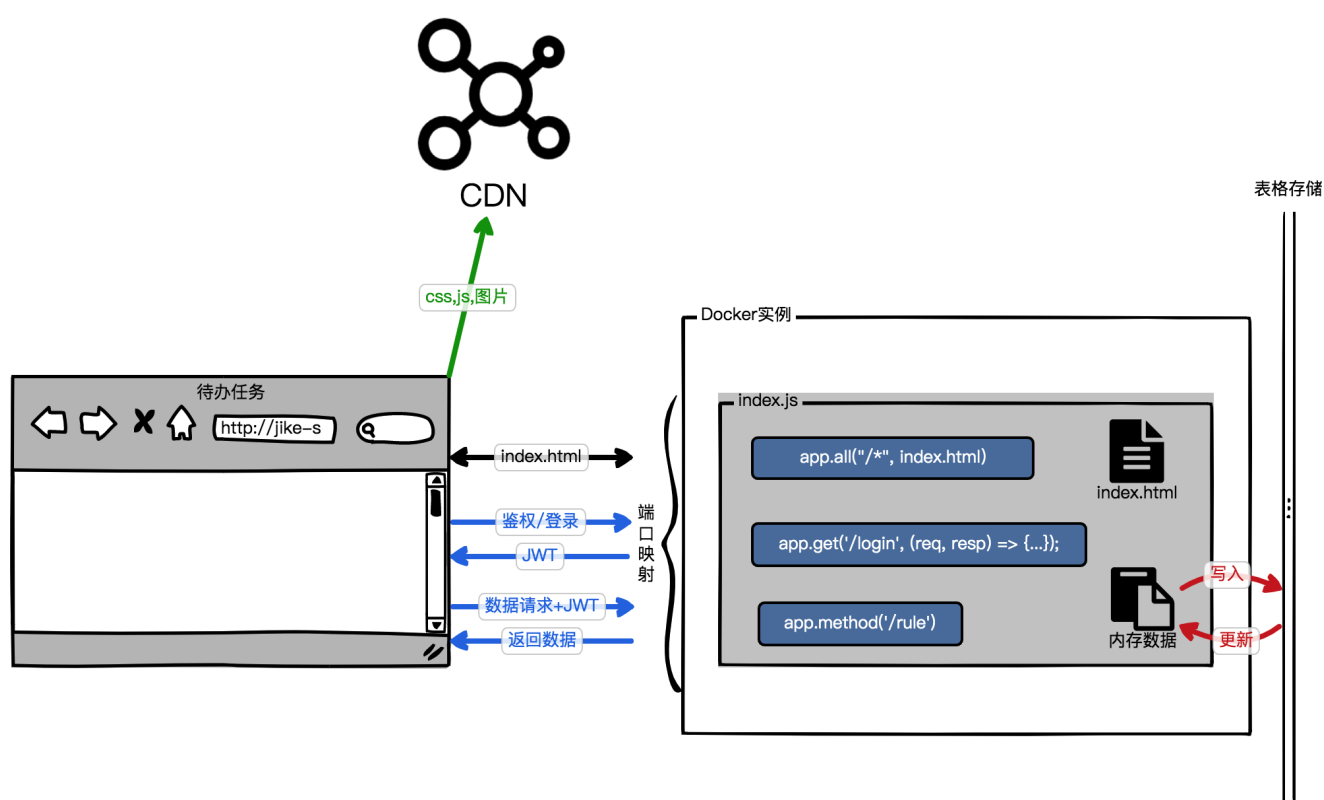 CDN
表格存储
css,js,图片
Docker实例
待办任务
http://jike-s
index.js
index.html
app.all("/*", index.html)
index.html
鉴权/登录
端口映射
app.get('/login', (req, resp) => {...});
JWT
写入
数据请求+JWT
app.method('/rule')
返回数据
内存数据
更新